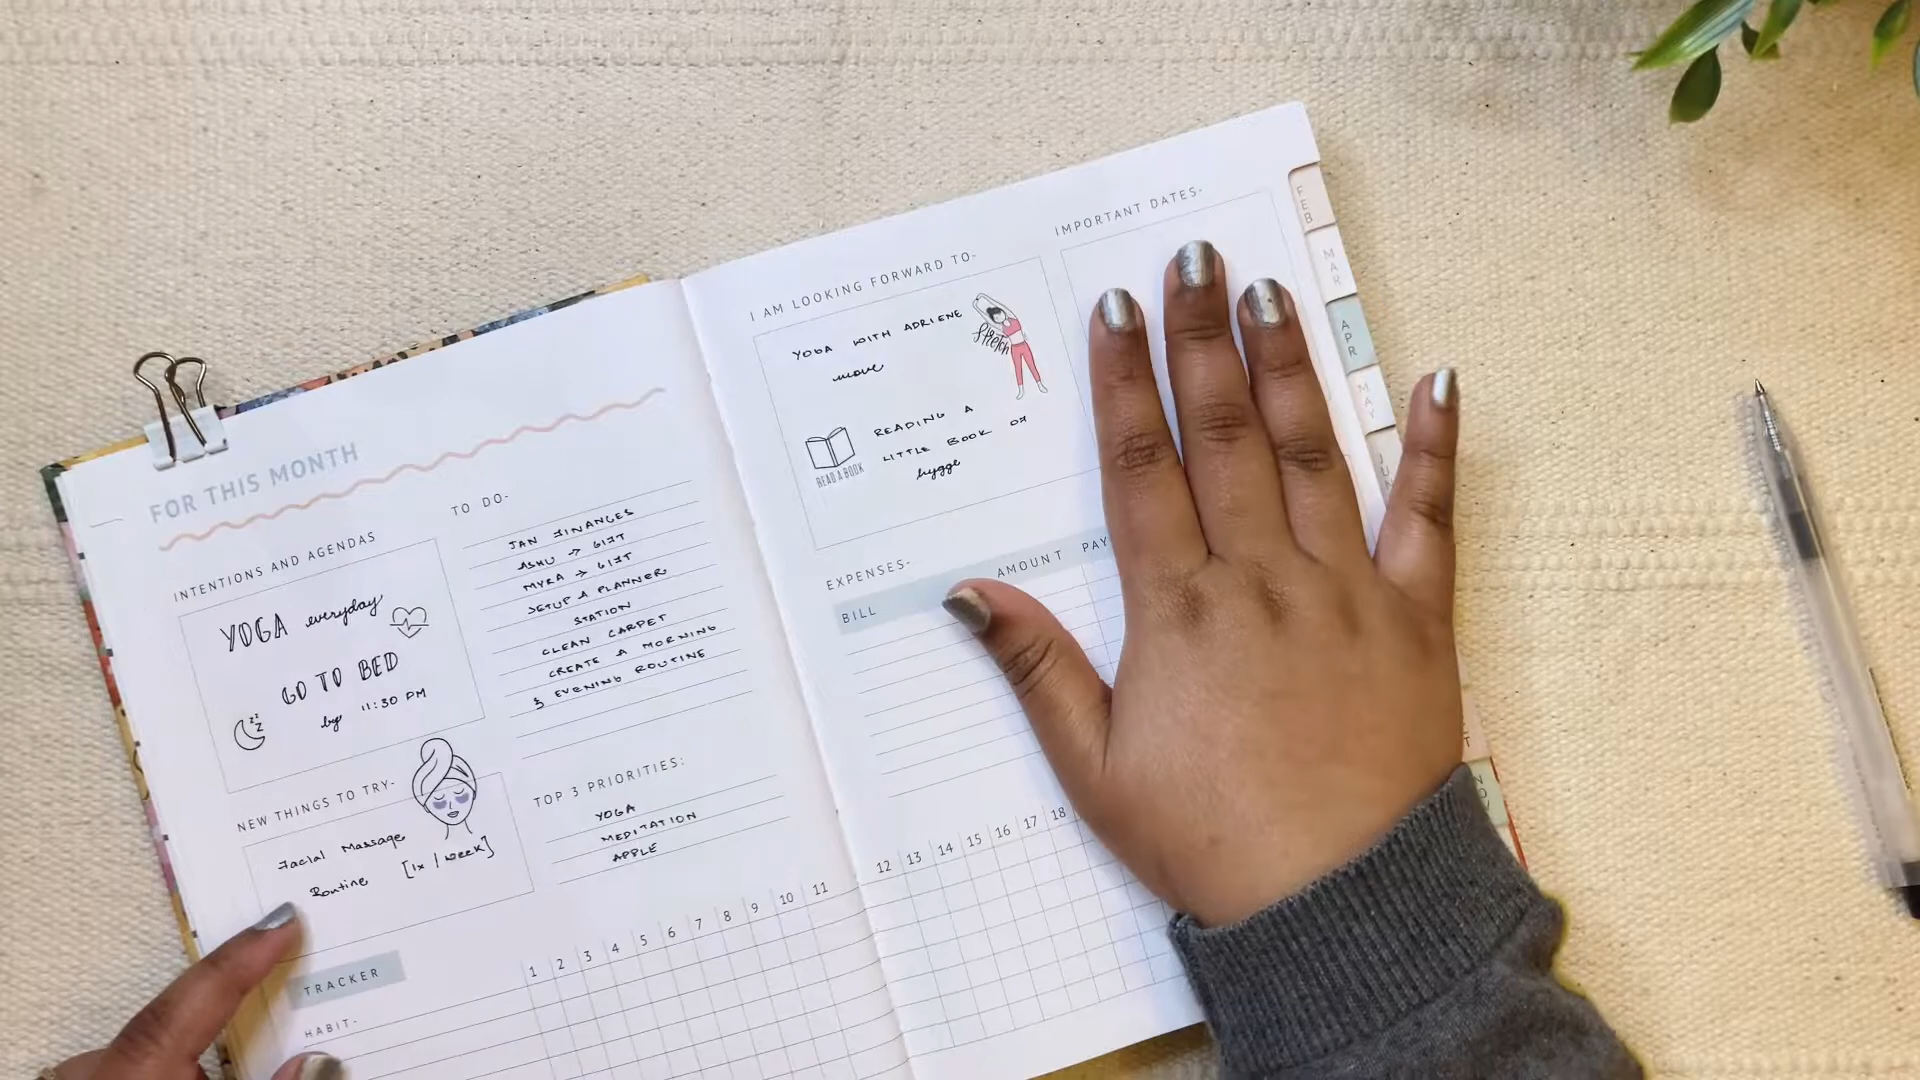 FOR THIS MONTH
INTENTIONS AND AGENDAS
YOGA everyday
GO TO BED
by 11:30 PM
zzz
NEW THINGS TO TRY-
Facial Massage
Routine [1x / week]
TO DO-
JAN FINANCES
ASHU → GIFT
MYRA → GIFT
SETUP A PLANNER
STATION
CLEAN CARPET
CREATE A MORNING
& EVENING ROUTINE
TOP 3 PRIORITIES:
YOGA
MEDITATION
APPLE
TRACKER
HABIT-
1 2 3 4 5 6 7 8 9 10 11
I AM LOOKING FORWARD TO-
YOGA WITH ADRIENE
move
Stretch
READ A BOOK
READING A
LITTLE BOOK OF
hygge
IMPORTANT DATES-
EXPENSES-
BILL AMOUNT PAY
12 13 14 15 16 17 18
FEB
MAR
APR
MAY
JUN
T
NOV